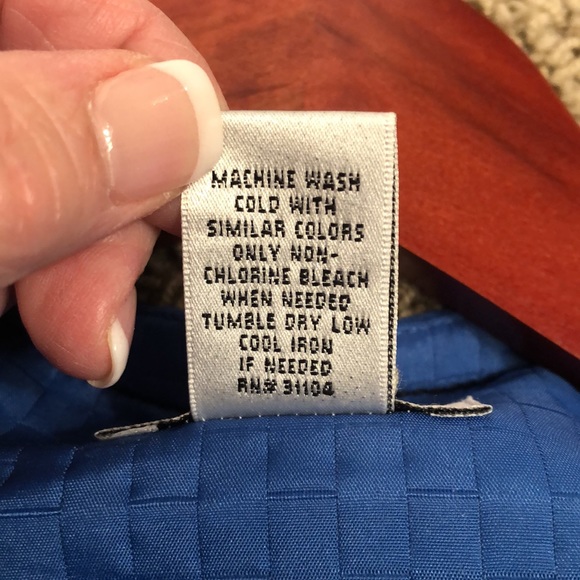 MACHINE WASH
COLD WITH
SIMILAR COLORS
ONLY NON-
CHLORINE BLEACH
WHEN NEEDED
TUMBLE DRY LOW
COOL IRON
IF NEEDED
RN# 31104